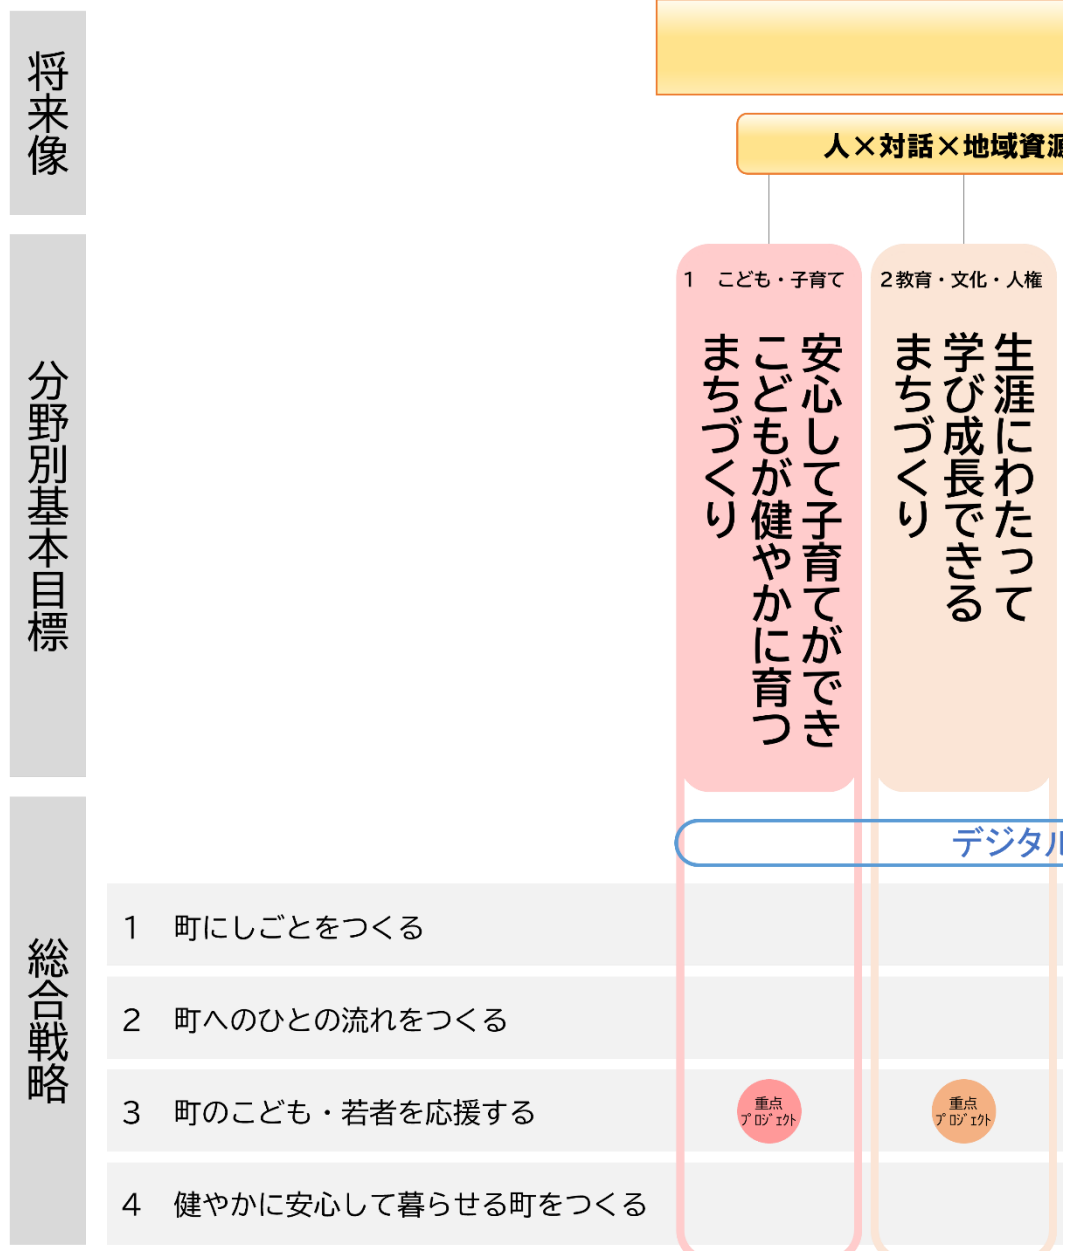 将来像
人×対話×地域資源
分野別基本目標
1　こども・子育て
安心して子育てができ
こどもが健やかに育つ
まちづくり
2教育・文化・人権
生涯にわたって
学び成長できる
まちづくり
デジタル
総合戦略
1　町にしごとをつくる
2　町へのひとの流れをつくる
3　町のこども・若者を応援する
重点
ﾌﾟﾛｼﾞｪｸﾄ
重点
ﾌﾟﾛｼﾞｪｸﾄ
4　健やかに安心して暮らせる町をつくる